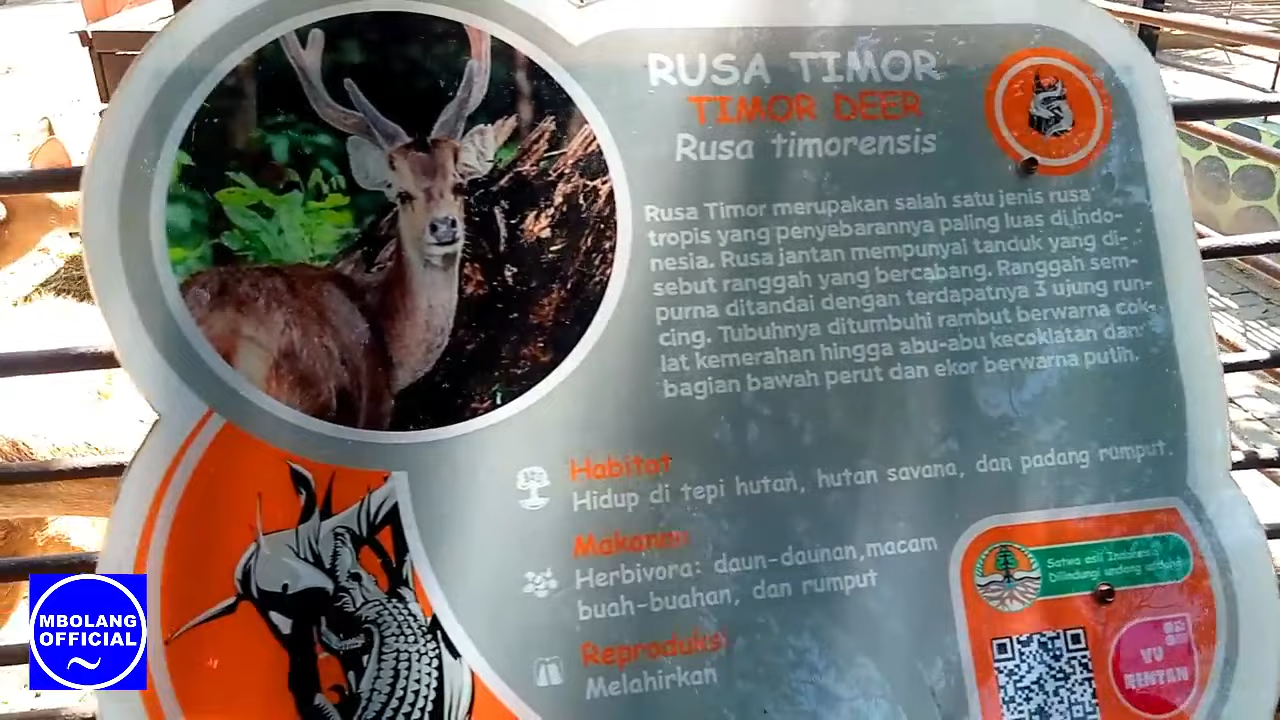 RUSA TIMOR
TIMOR DEER
Rusa timorensis
Rusa Timor merupakan salah satu jenis rusa
tropis yang penyebarannya paling luas di Indo-
nesia. Rusa jantan mempunyai tanduk yang di-
sebut ranggah yang bercabang. Ranggah sem-
purna ditandai dengan terdapatnya 3 ujung run-
cing. Tubuhnya ditumbuhi rambut berwarna cok-
lat kemerahan hingga abu-abu kecoklatan dan
bagian bawah perut dan ekor berwarna putih.
Habitat
Hidup di tepi hutan, hutan savana, dan padang rumput.
Makanan
Herbivora: daun-daunan,macam
buah-buahan, dan rumput
Reproduksi
Melahirkan
Satwa asli Indonesia
Dilindungi undang undang
VU
RENTAN
MBOLANG
OFFICIAL